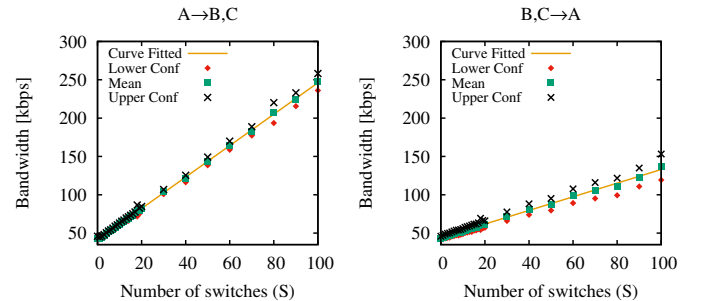 A→B,C
300
250
200
150
100
50
0 20 40 60 80 100
Bandwidth [kbps]
Number of switches (S)
Curve Fitted
Lower Conf
Mean
Upper Conf
B,C→A
300
250
200
150
100
50
0 20 40 60 80 100
Bandwidth [kbps]
Number of switches (S)
Curve Fitted
Lower Conf
Mean
Upper Conf